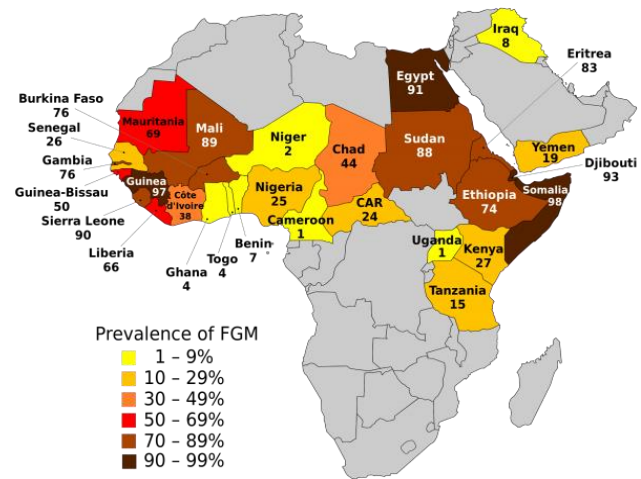 Iraq
8
Eritrea
83
Egypt
91
Burkina Faso
76
Mauritania
69
Mali
89
Niger
2
Chad
44
Sudan
88
Yemen
19
Senegal
26
Djibouti
93
Gambia
76
Guinea
97
Nigeria
25
Ethiopia
74
Somalia
98
Guinea-Bissau
50
Côte
d'Ivoire
38
CAR
24
Sierra Leone
90
Cameroon
1
Uganda
1
Kenya
27
Liberia
66
Ghana
4
Togo
4
Benin
7
Tanzania
15
Prevalence of FGM
1 – 9%
10 – 29%
30 – 49%
50 – 69%
70 – 89%
90 – 99%